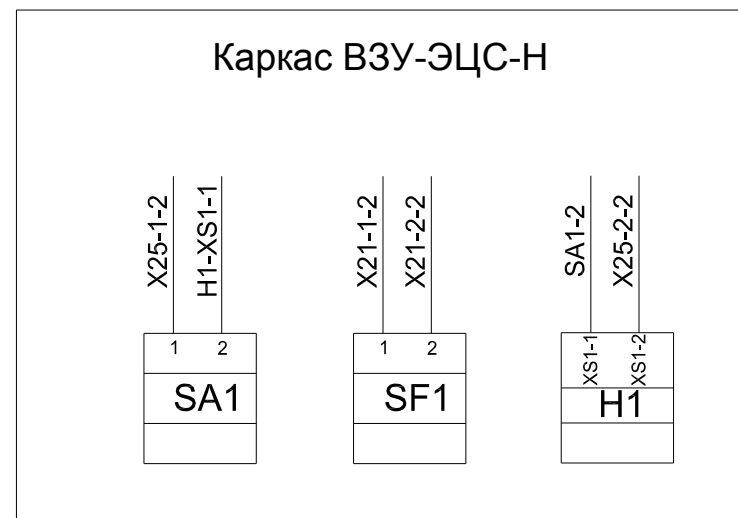 Каркас ВЗУ-ЭЦС-Н
X25-1-2
H1-XS1-1
X21-1-2
X21-2-2
SA1-2
X25-2-2
1 2
1 2
XS1-1
XS1-2
SA1
SF1
H1